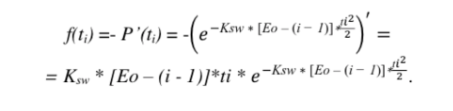 f(tᵢ) =- P'(tᵢ) = -(e^{–Ksw * [Eo – (i – 1)] * ti²/2})' =
= Kₛw * [Eo – (i - 1)]*ti * e^{–Ksw * [Eo – (i – 1)] * ti²/2}.